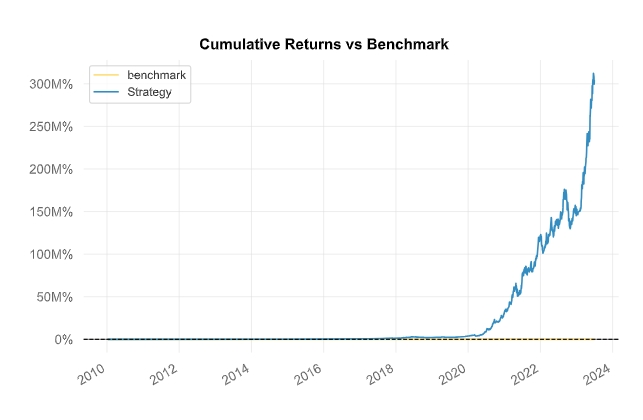 Cumulative Returns vs Benchmark
benchmark
Strategy
300M%
250M%
200M%
150M%
100M%
50M%
0%
2010 2012 2014 2016 2018 2020 2022 2024